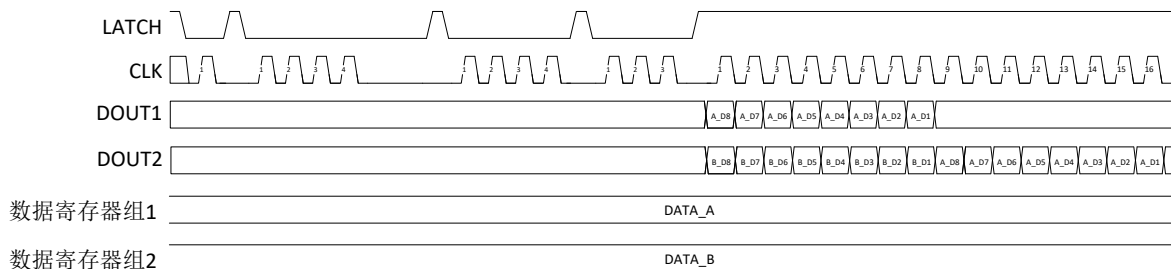 LATCH
CLK 1 1 2 3 4 1 2 3 4 1 2 3 1 2 3 4 5 6 7 8 9 10 11 12 13 14 15 16
DOUT1 A_D8 A_D7 A_D6 A_D5 A_D4 A_D3 A_D2 A_D1
DOUT2 B_D8 B_D7 B_D6 B_D5 B_D4 B_D3 B_D2 B_D1 A_D8 A_D7 A_D6 A_D5 A_D4 A_D3 A_D2 A_D1
数据寄存器组1 DATA_A
数据寄存器组2 DATA_B